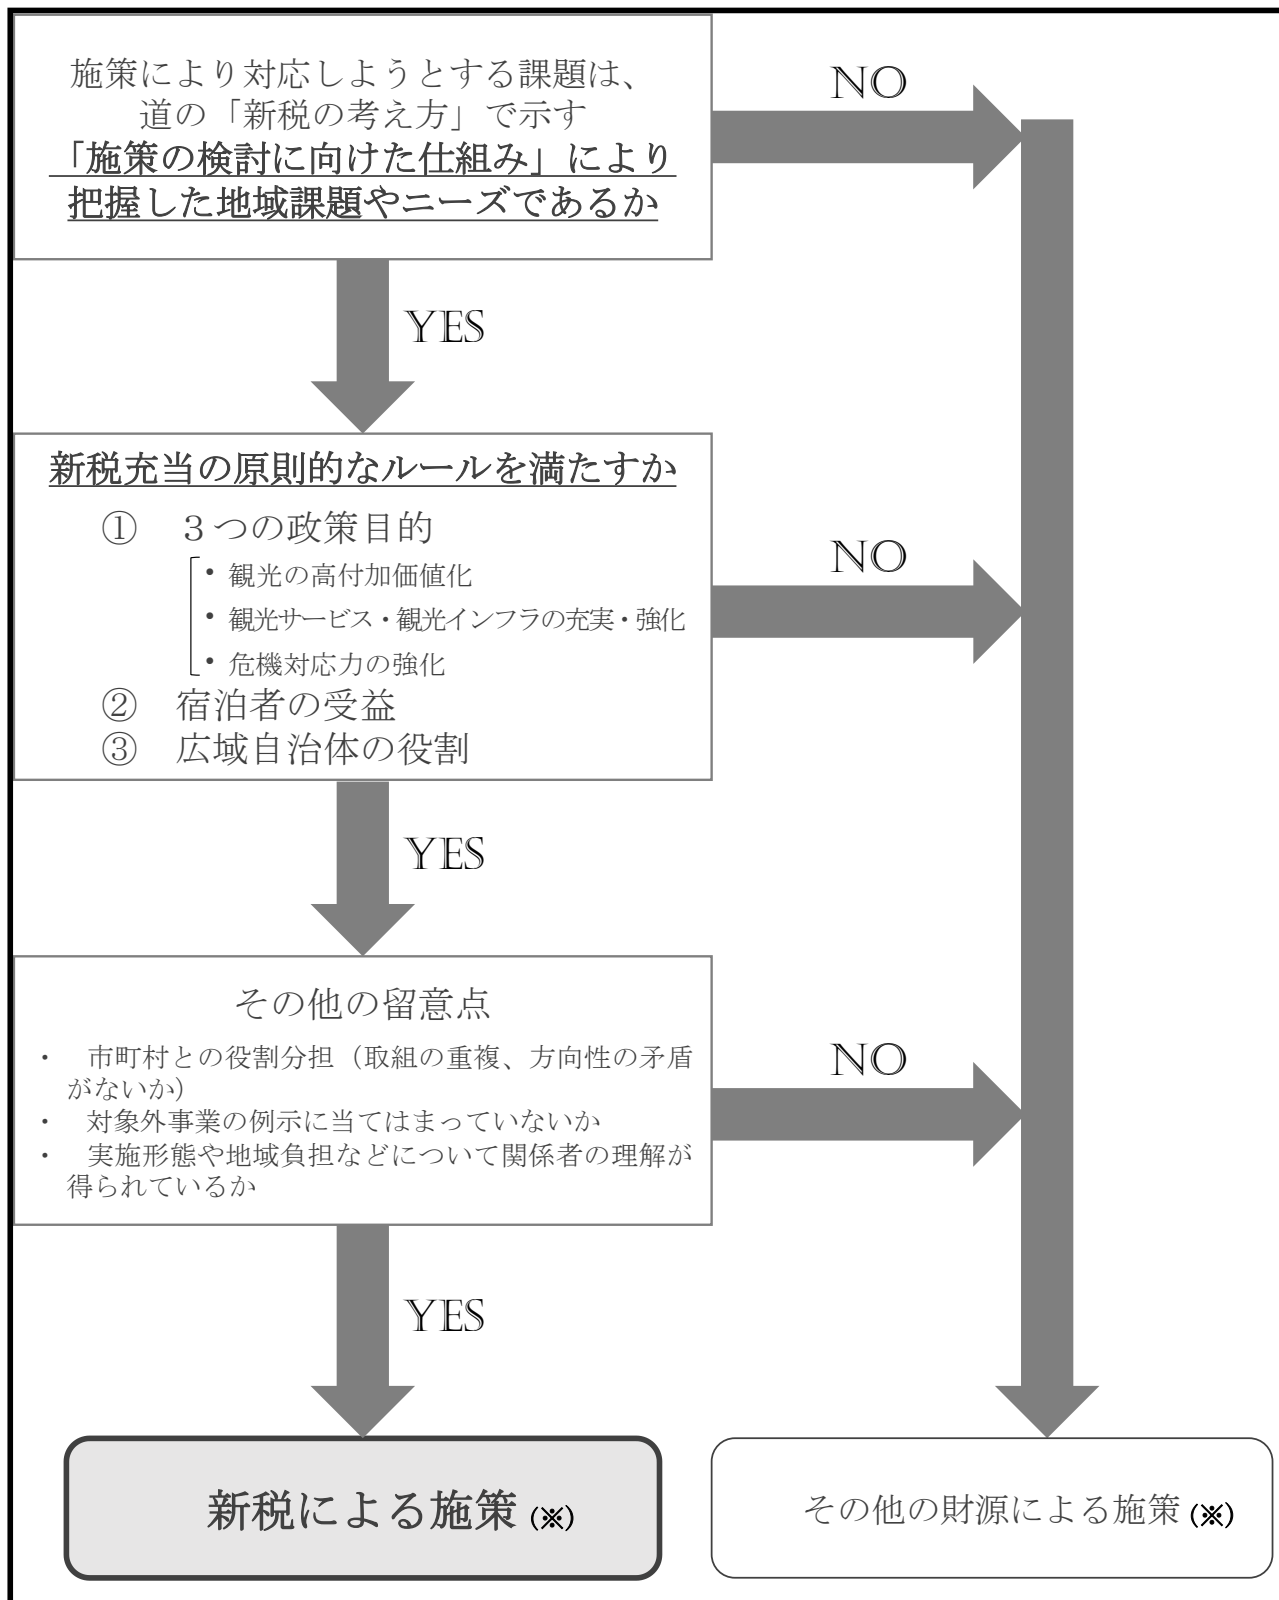 施策により対応しようとする課題は、
道の「新税の考え方」で示す
「施策の検討に向けた仕組み」により
把握した地域課題やニーズであるか
NO
YES
新税充当の原則的なルールを満たすか
① 3つの政策目的
・観光の高付加価値化
・観光サービス・観光インフラの充実・強化
・危機対応力の強化
② 宿泊者の受益
③ 広域自治体の役割
NO
YES
その他の留意点
・ 市町村との役割分担（取組の重複、方向性の矛盾
がないか）
・ 対象外事業の例示に当てはまっていないか
・ 実施形態や地域負担などについて関係者の理解が
得られているか
NO
YES
新税による施策 (※)
その他の財源による施策 (※)